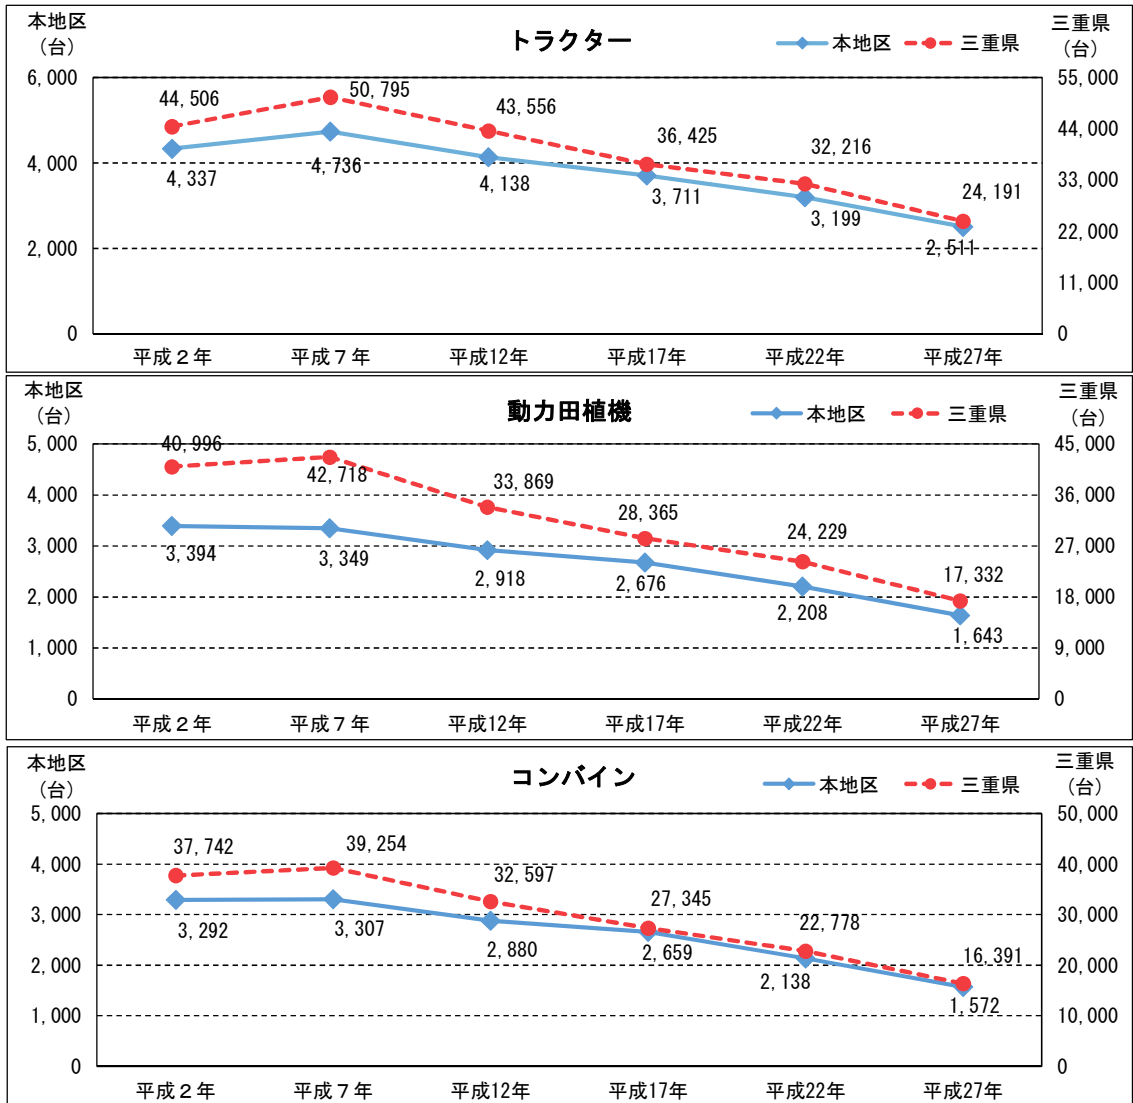 本地区
（台）
トラクター
本地区
三重県
三重県
（台）
6,000
4,000
2,000
0
55,000
44,000
33,000
22,000
11,000
0
44,506
50,795
43,556
36,425
32,216
24,191
4,337
4,736
4,138
3,711
3,199
2,511
平成２年
平成７年
平成12年
平成17年
平成22年
平成27年
本地区
（台）
動力田植機
本地区
三重県
三重県
（台）
5,000
4,000
3,000
2,000
1,000
0
45,000
36,000
27,000
18,000
9,000
0
40,996
42,718
33,869
28,365
24,229
17,332
3,394
3,349
2,918
2,676
2,208
1,643
平成２年
平成７年
平成12年
平成17年
平成22年
平成27年
本地区
（台）
コンバイン
本地区
三重県
三重県
（台）
5,000
4,000
3,000
2,000
1,000
0
50,000
40,000
30,000
20,000
10,000
0
37,742
39,254
32,597
27,345
22,778
16,391
3,292
3,307
2,880
2,659
2,138
1,572
平成２年
平成７年
平成12年
平成17年
平成22年
平成27年